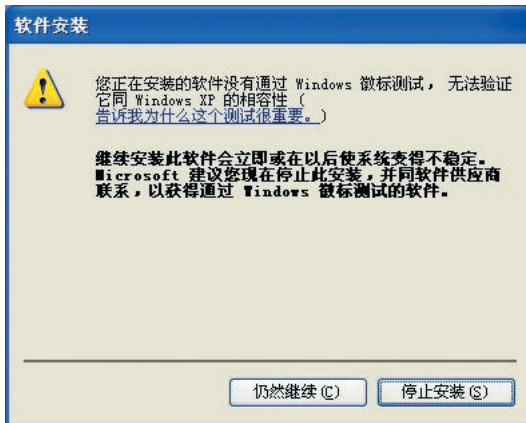 软件安装
您正在安装的软件没有通过 Windows 徽标测试， 无法验证
它同 Windows XP 的相容性 (
告诉我为什么这个测试很重要。)
继续安装此软件会立即或在以后使系统变得不稳定。
Microsoft 建议您现在停止此安装，并同软件供应商
联系，以获得通过 Windows 徽标测试的软件。
仍然继续(C)
停止安装(S)